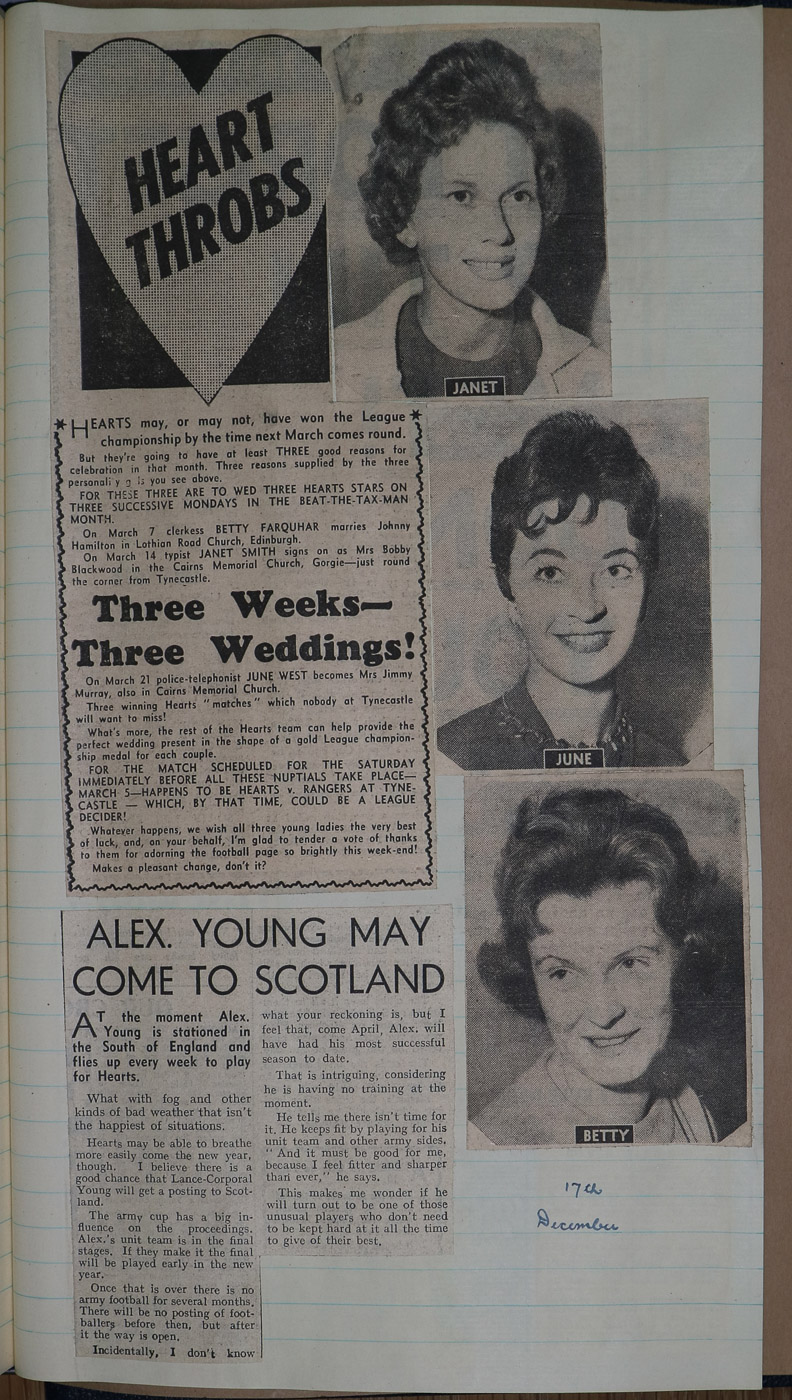 HEART
THROBS
JANET
HEARTS may, or may not, have won the League
championship by the time next March comes round.
But they're going to have at least THREE good reasons for
celebration in that month. Three reasons supplied by the three
you see above.
FOR THESE THREE ARE TO WED THREE HEARTS STARS ON
THREE SUCCESSIVE MONDAYS IN THE BEAT-THE-TAX-MAN
MONTH.
On March 7 clerkess BETTY FARQUHAR marries Johnny
Hamilton in Lothian Road Church, Edinburgh.
On March 14 typist JANET SMITH signs on as Mrs Bobby
Blackwood in the Cairns Memorial Church, Gorgie—just round
the corner from Tynecastle.
Three Weeks—
Three Weddings!
On March 21 police-telephonist JUNE WEST becomes Mrs Jimmy
Murray, also in Cairns Memorial Church.
Three winning Hearts "matches" which nobody at Tynecastle
will want to miss!
What's more, the rest of the Hearts team can help provide the
perfect wedding present in the shape of a gold League champion-
ship medal for each couple.
FOR THE MATCH SCHEDULED FOR THE SATURDAY
IMMEDIATELY BEFORE ALL THESE NUPTIALS TAKE PLACE—
MARCH 5—HAPPENS TO BE HEARTS v. RANGERS AT TYNE-
CASTLE — WHICH, BY THAT TIME, COULD BE A LEAGUE
DECIDER!
Whatever happens, we wish all three young ladies the very best
of luck, and, on your behalf, I'm glad to tender a vote of thanks
to them for adorning the football page so brightly this week-end!
Makes a pleasant change, don't it?
JUNE
BETTY
ALEX. YOUNG MAY
COME TO SCOTLAND
AT the moment Alex.
Young is stationed in
the South of England and
flies up every week to play
for Hearts.
What with fog and other
kinds of bad weather that isn't
the happiest of situations.
Hearts may be able to breathe
more easily come the new year,
though. I believe there is a
good chance that Lance-Corporal
Young will get a posting to Scot-
land.
The army cup has a big in-
fluence on the proceedings.
Alex.'s unit team is in the final
stages. If they make it the final
will be played early in the new
year.
Once that is over there is no
army football for several months.
There will be no posting of foot-
ballers before then, but after
it the way is open.
Incidentally, I don't know
what your reckoning is, but I
feel that, come April, Alex. will
have had his most successful
season to date.
That is intriguing, considering
he is having no training at the
moment.
He tells me there isn't time for
it. He keeps fit by playing for his
unit team and other army sides.
"And it must be good for me,
because I feel fitter and sharper
than ever," he says.
This makes me wonder if he
will turn out to be one of those
unusual players who don't need
to be kept hard at it all the time
to give of their best.
17th
December